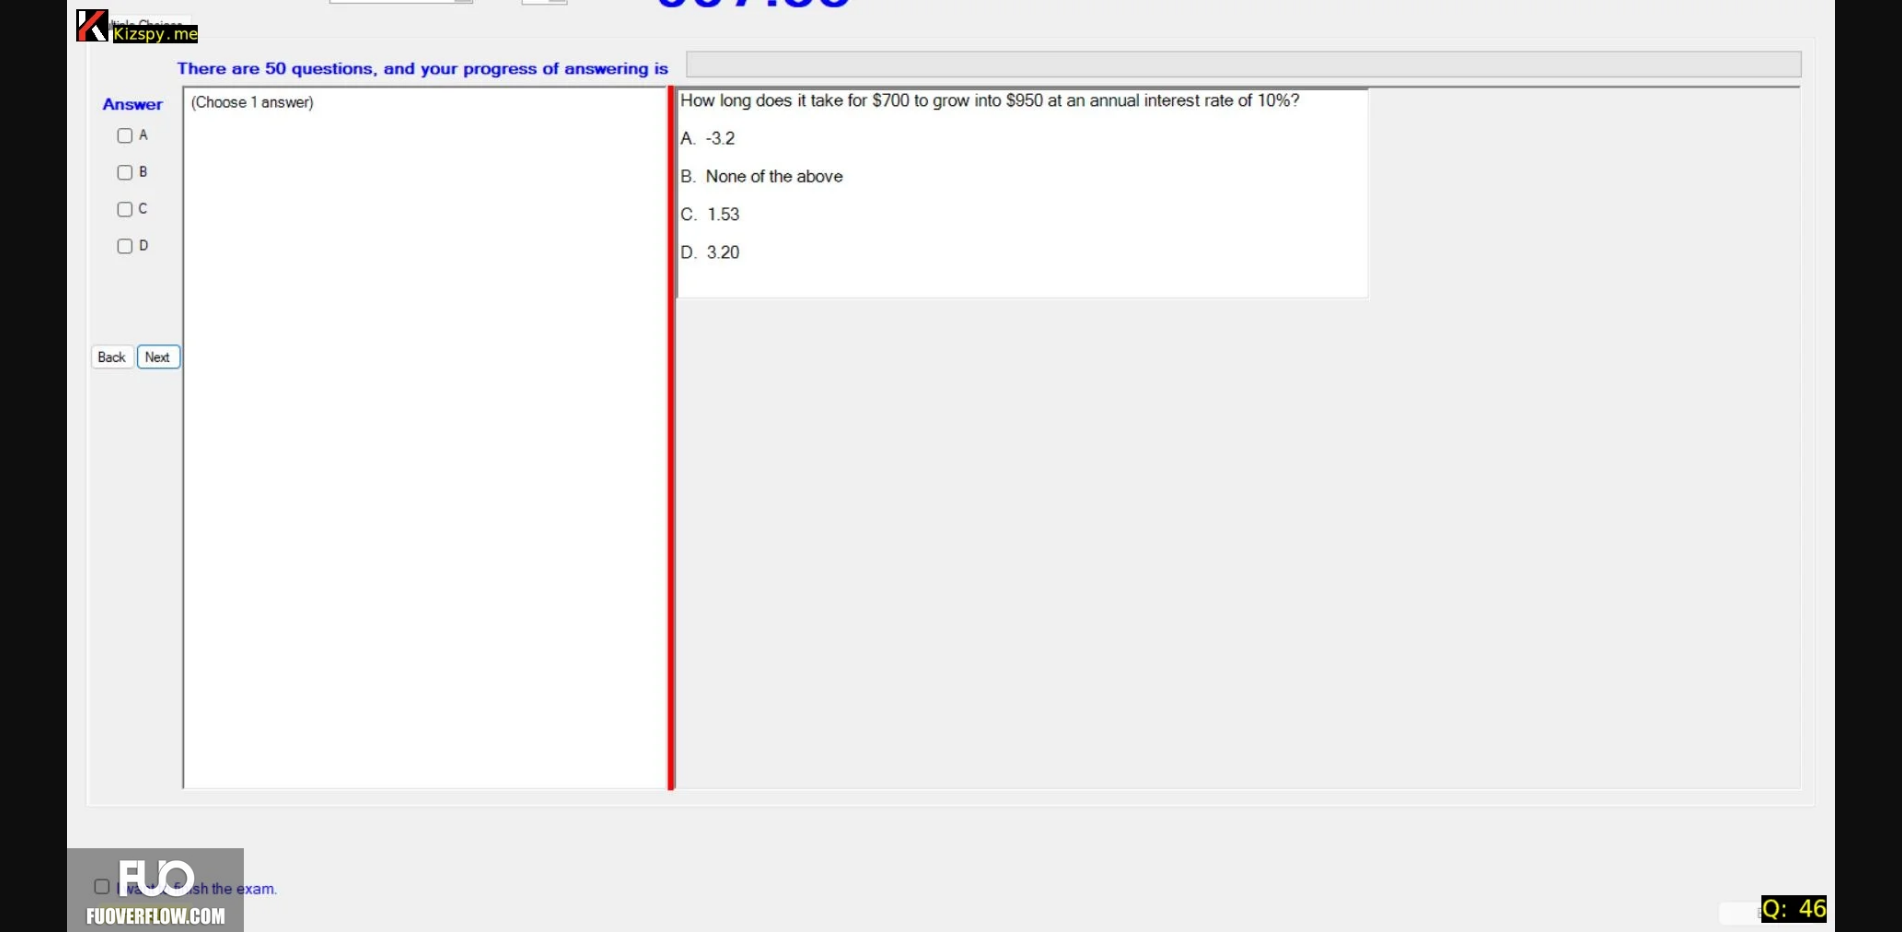 Kizspy.me
There are 50 questions, and your progress of answering is
Answer
(Choose 1 answer)
A
B
C
D
Back
Next
How long does it take for $700 to grow into $950 at an annual interest rate of 10%?
A. -3.2
B. None of the above
C. 1.53
D. 3.20
FUO
sh the exam.
FUOVERFLOW.COM
Q: 46